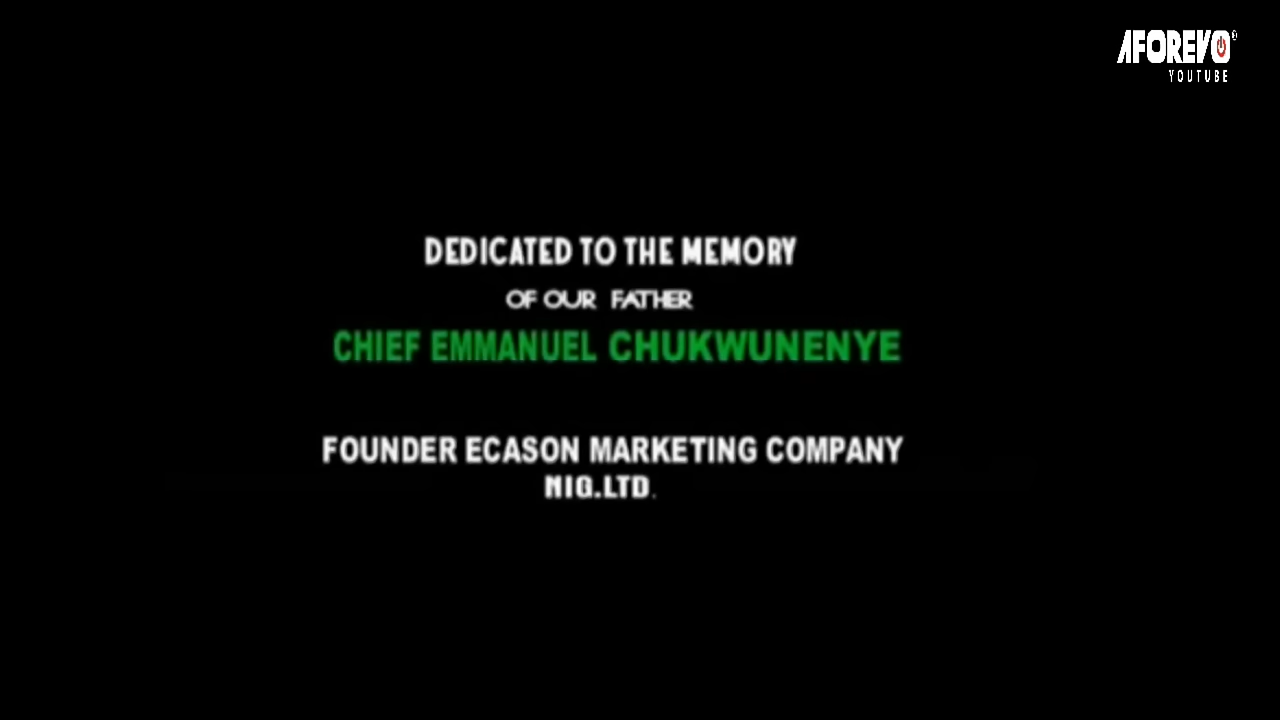 AFOREVO
YOUTUBE
DEDICATED TO THE MEMORY
OF OUR FATHER
CHIEF EMMANUEL CHUKWUNENYE
FOUNDER ECASON MARKETING COMPANY
NIG.LTD.